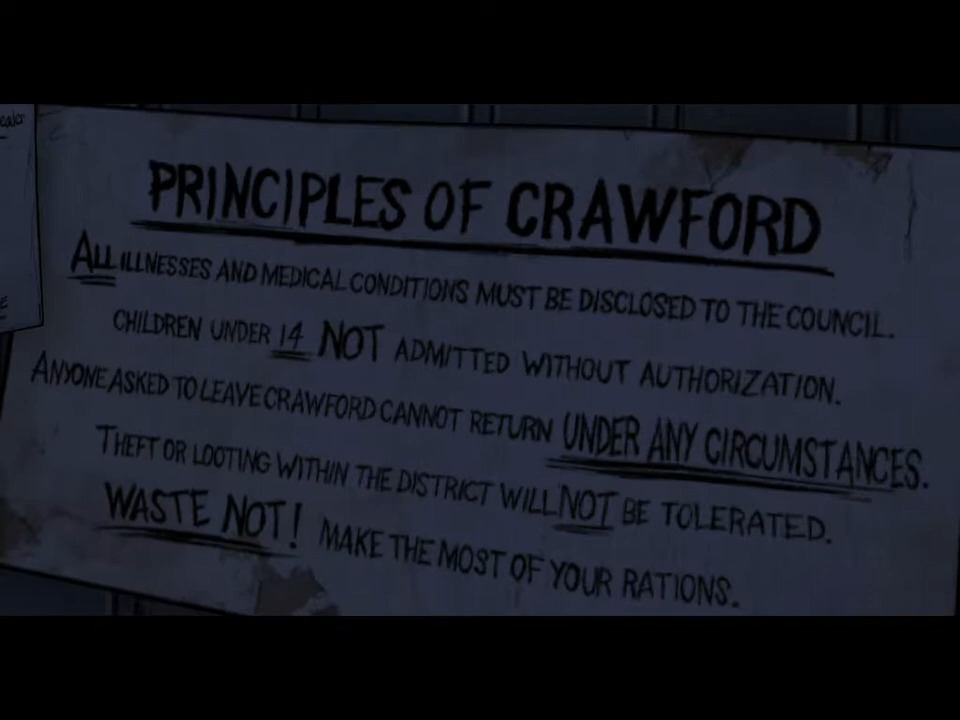 PRINCIPLES OF CRAWFORD
ALL ILLNESSES AND MEDICAL CONDITIONS MUST BE DISCLOSED TO THE COUNCIL.
CHILDREN UNDER 14 NOT ADMITTED WITHOUT AUTHORIZATION.
ANYONE ASKED TO LEAVE CRAWFORD CANNOT RETURN UNDER ANY CIRCUMSTANCES.
THEFT OR LOOTING WITHIN THE DISTRICT WILL NOT BE TOLERATED.
WASTE NOT! MAKE THE MOST OF YOUR RATIONS.